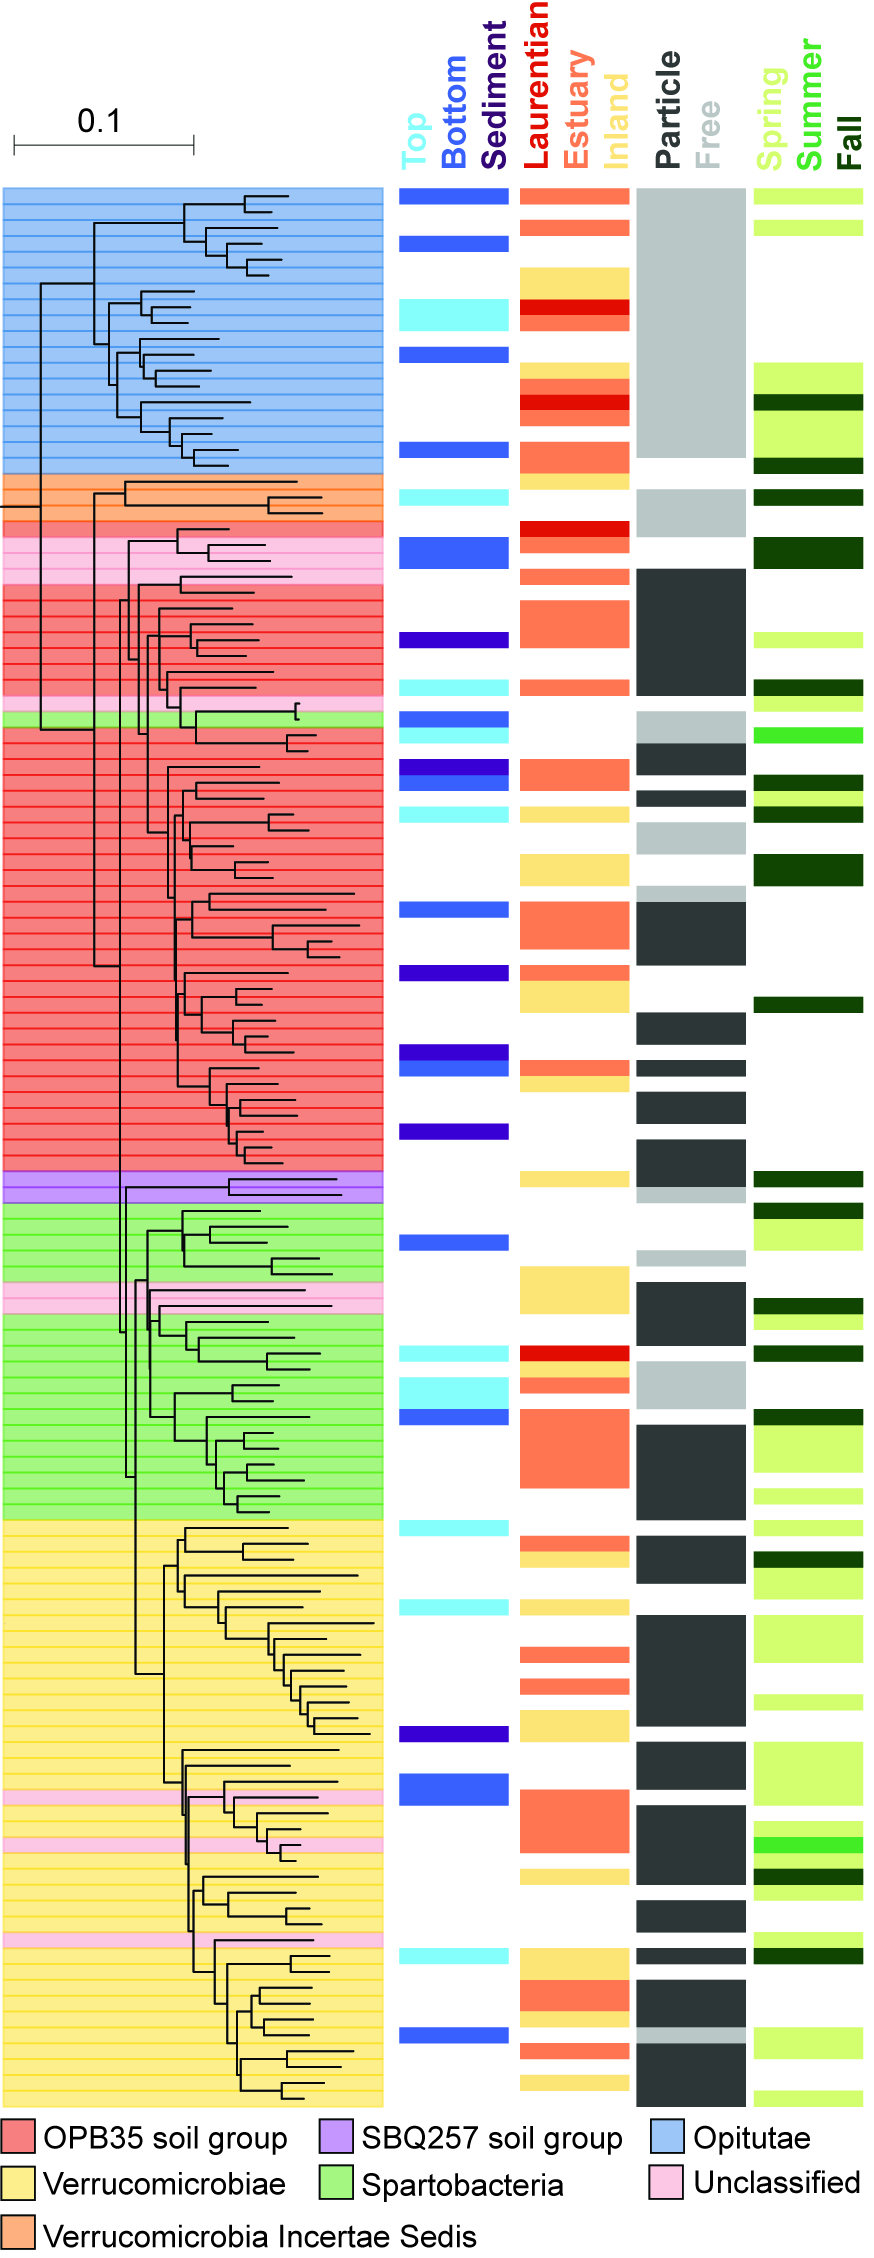 0.1
Top
Bottom
Sediment
Laurentian
Estuary
Inland
Particle
Free
Spring
Summer
Fall
OPB35 soil group
SBQ257 soil group
Opitutae
Verrucomicrobiae
Spartobacteria
Unclassified
Verrucomicrobia Incertae Sedis